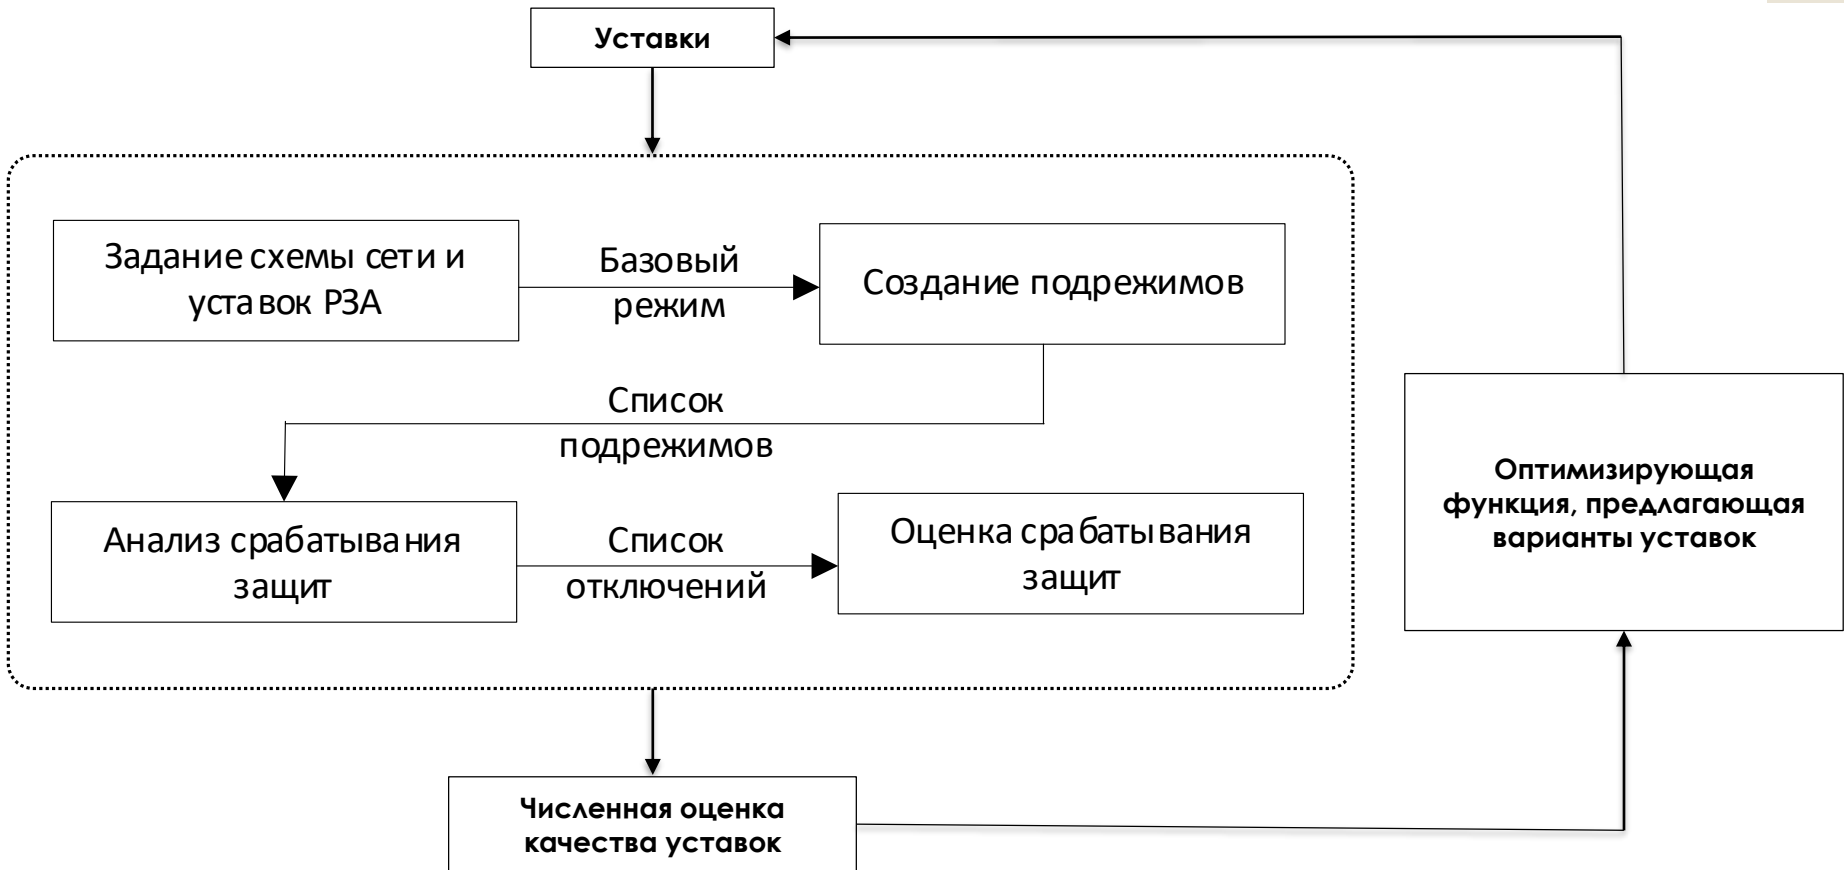 Уставки
Задание схемы сети и
уставок РЗА
Базовый
режим
Создание подрежимов
Список
подрежимов
Анализ срабатывания
защит
Список
отключений
Оценка срабатывания
защит
Оптимизирующая
функция, предлагающая
варианты уставок
Численная оценка
качества уставок